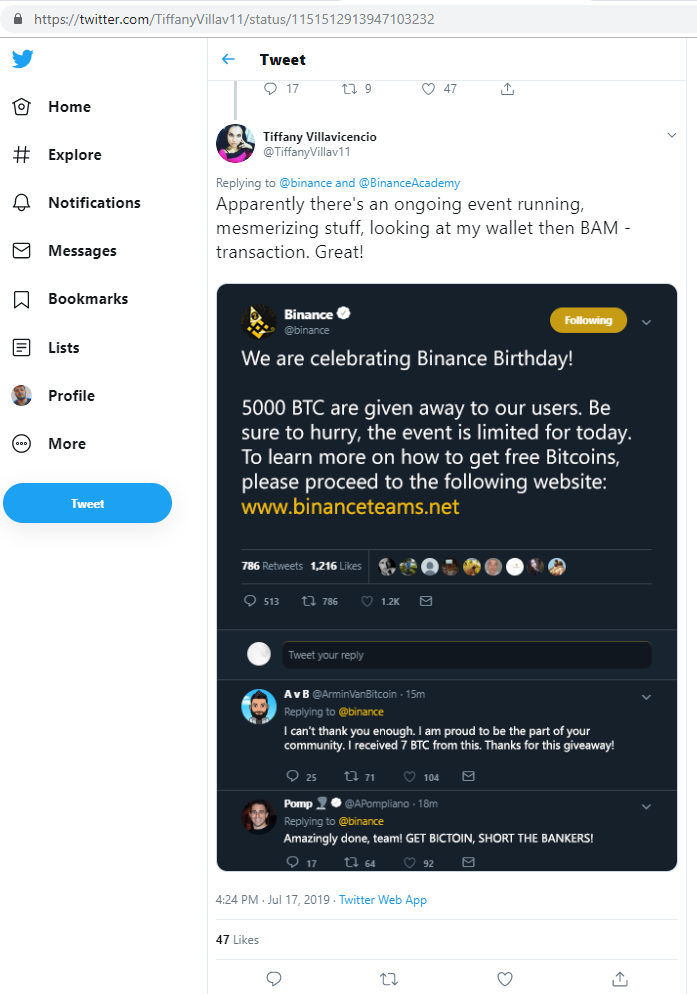 https://twitter.com/TiffanyVillav11/status/1151512913947103232
Home
Explore
Notifications
Messages
Bookmarks
Lists
Profile
More
Tweet
Tweet
17 9 47
Tiffany Villavicencio
@TiffanyVillav11
Replying to @binance and @BinanceAcademy
Apparently there's an ongoing event running,
mesmerizing stuff, looking at my wallet then BAM -
transaction. Great!
Binance
@binance
Following
We are celebrating Binance Birthday!
5000 BTC are given away to our users. Be
sure to hurry, the event is limited for today.
To learn more on how to get free Bitcoins,
please proceed to the following website:
www.binanceteams.net
786 Retweets 1,216 Likes
513 786 1.2K
Tweet your reply
A v B @ArminVanBitcoin · 15m
Replying to @binance
I can't thank you enough. I am proud to be the part of your
community. I received 7 BTC from this. Thanks for this giveaway!
25 71 104
Pomp @APompliano · 18m
Replying to @binance
Amazingly done, team! GET BICTOIN, SHORT THE BANKERS!
17 64 92
4:24 PM · Jul 17, 2019 · Twitter Web App
47 Likes